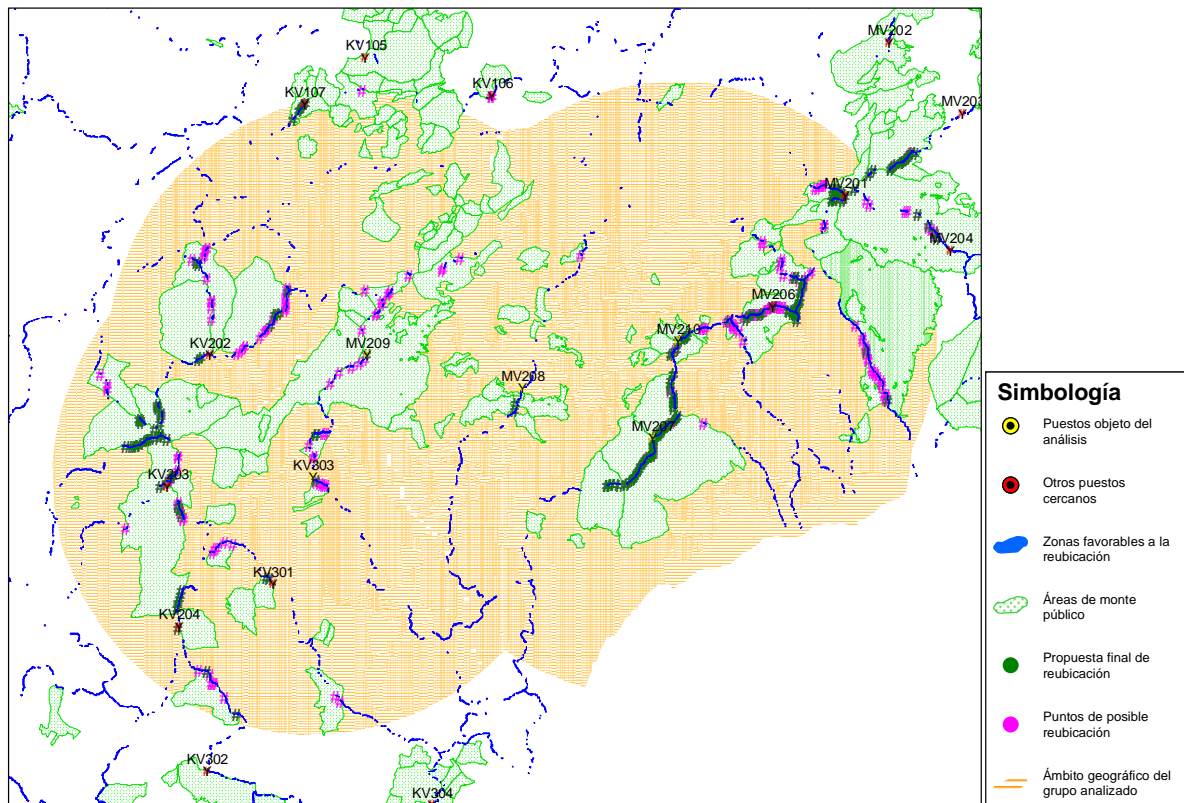 MV202
KV105
KV106
KV107
MV203
MV201
MV204
MV206
MV210
KV202
MV209
MV208
MV207
KV303
KV203
KV301
KV204
KV302
KV304
Simbología
Puestos objeto del
análisis
Otros puestos
cercanos
Zonas favorables a la
reubicación
Áreas de monte
público
Propuesta final de
reubicación
Puntos de posible
reubicación
Ámbito geográfico del
grupo analizado